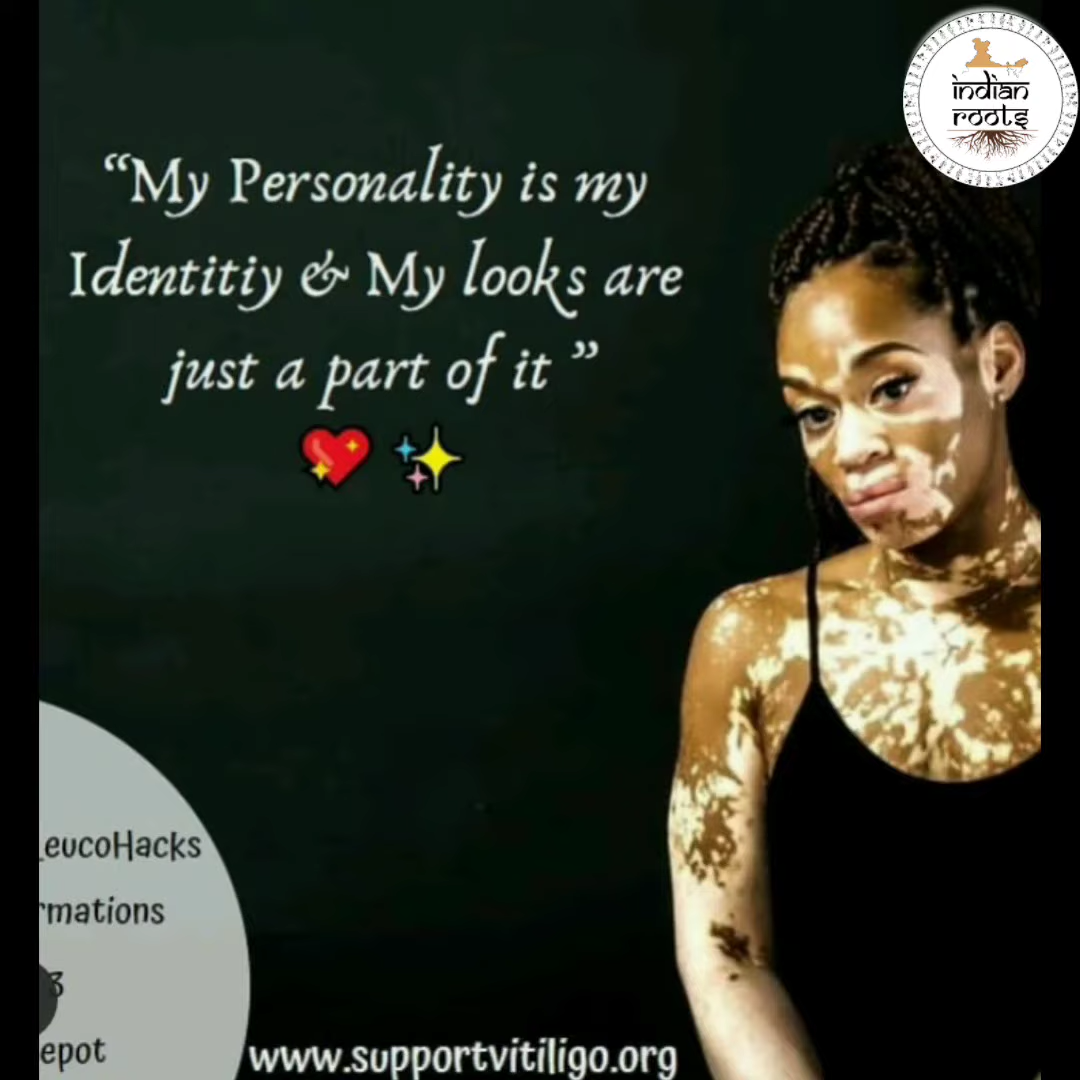 indian
roots
“My Personality is my
Identitiy & My looks are
just a part of it ”
eucoHacks
rmations
3
epot
www.supportvitiligo.org